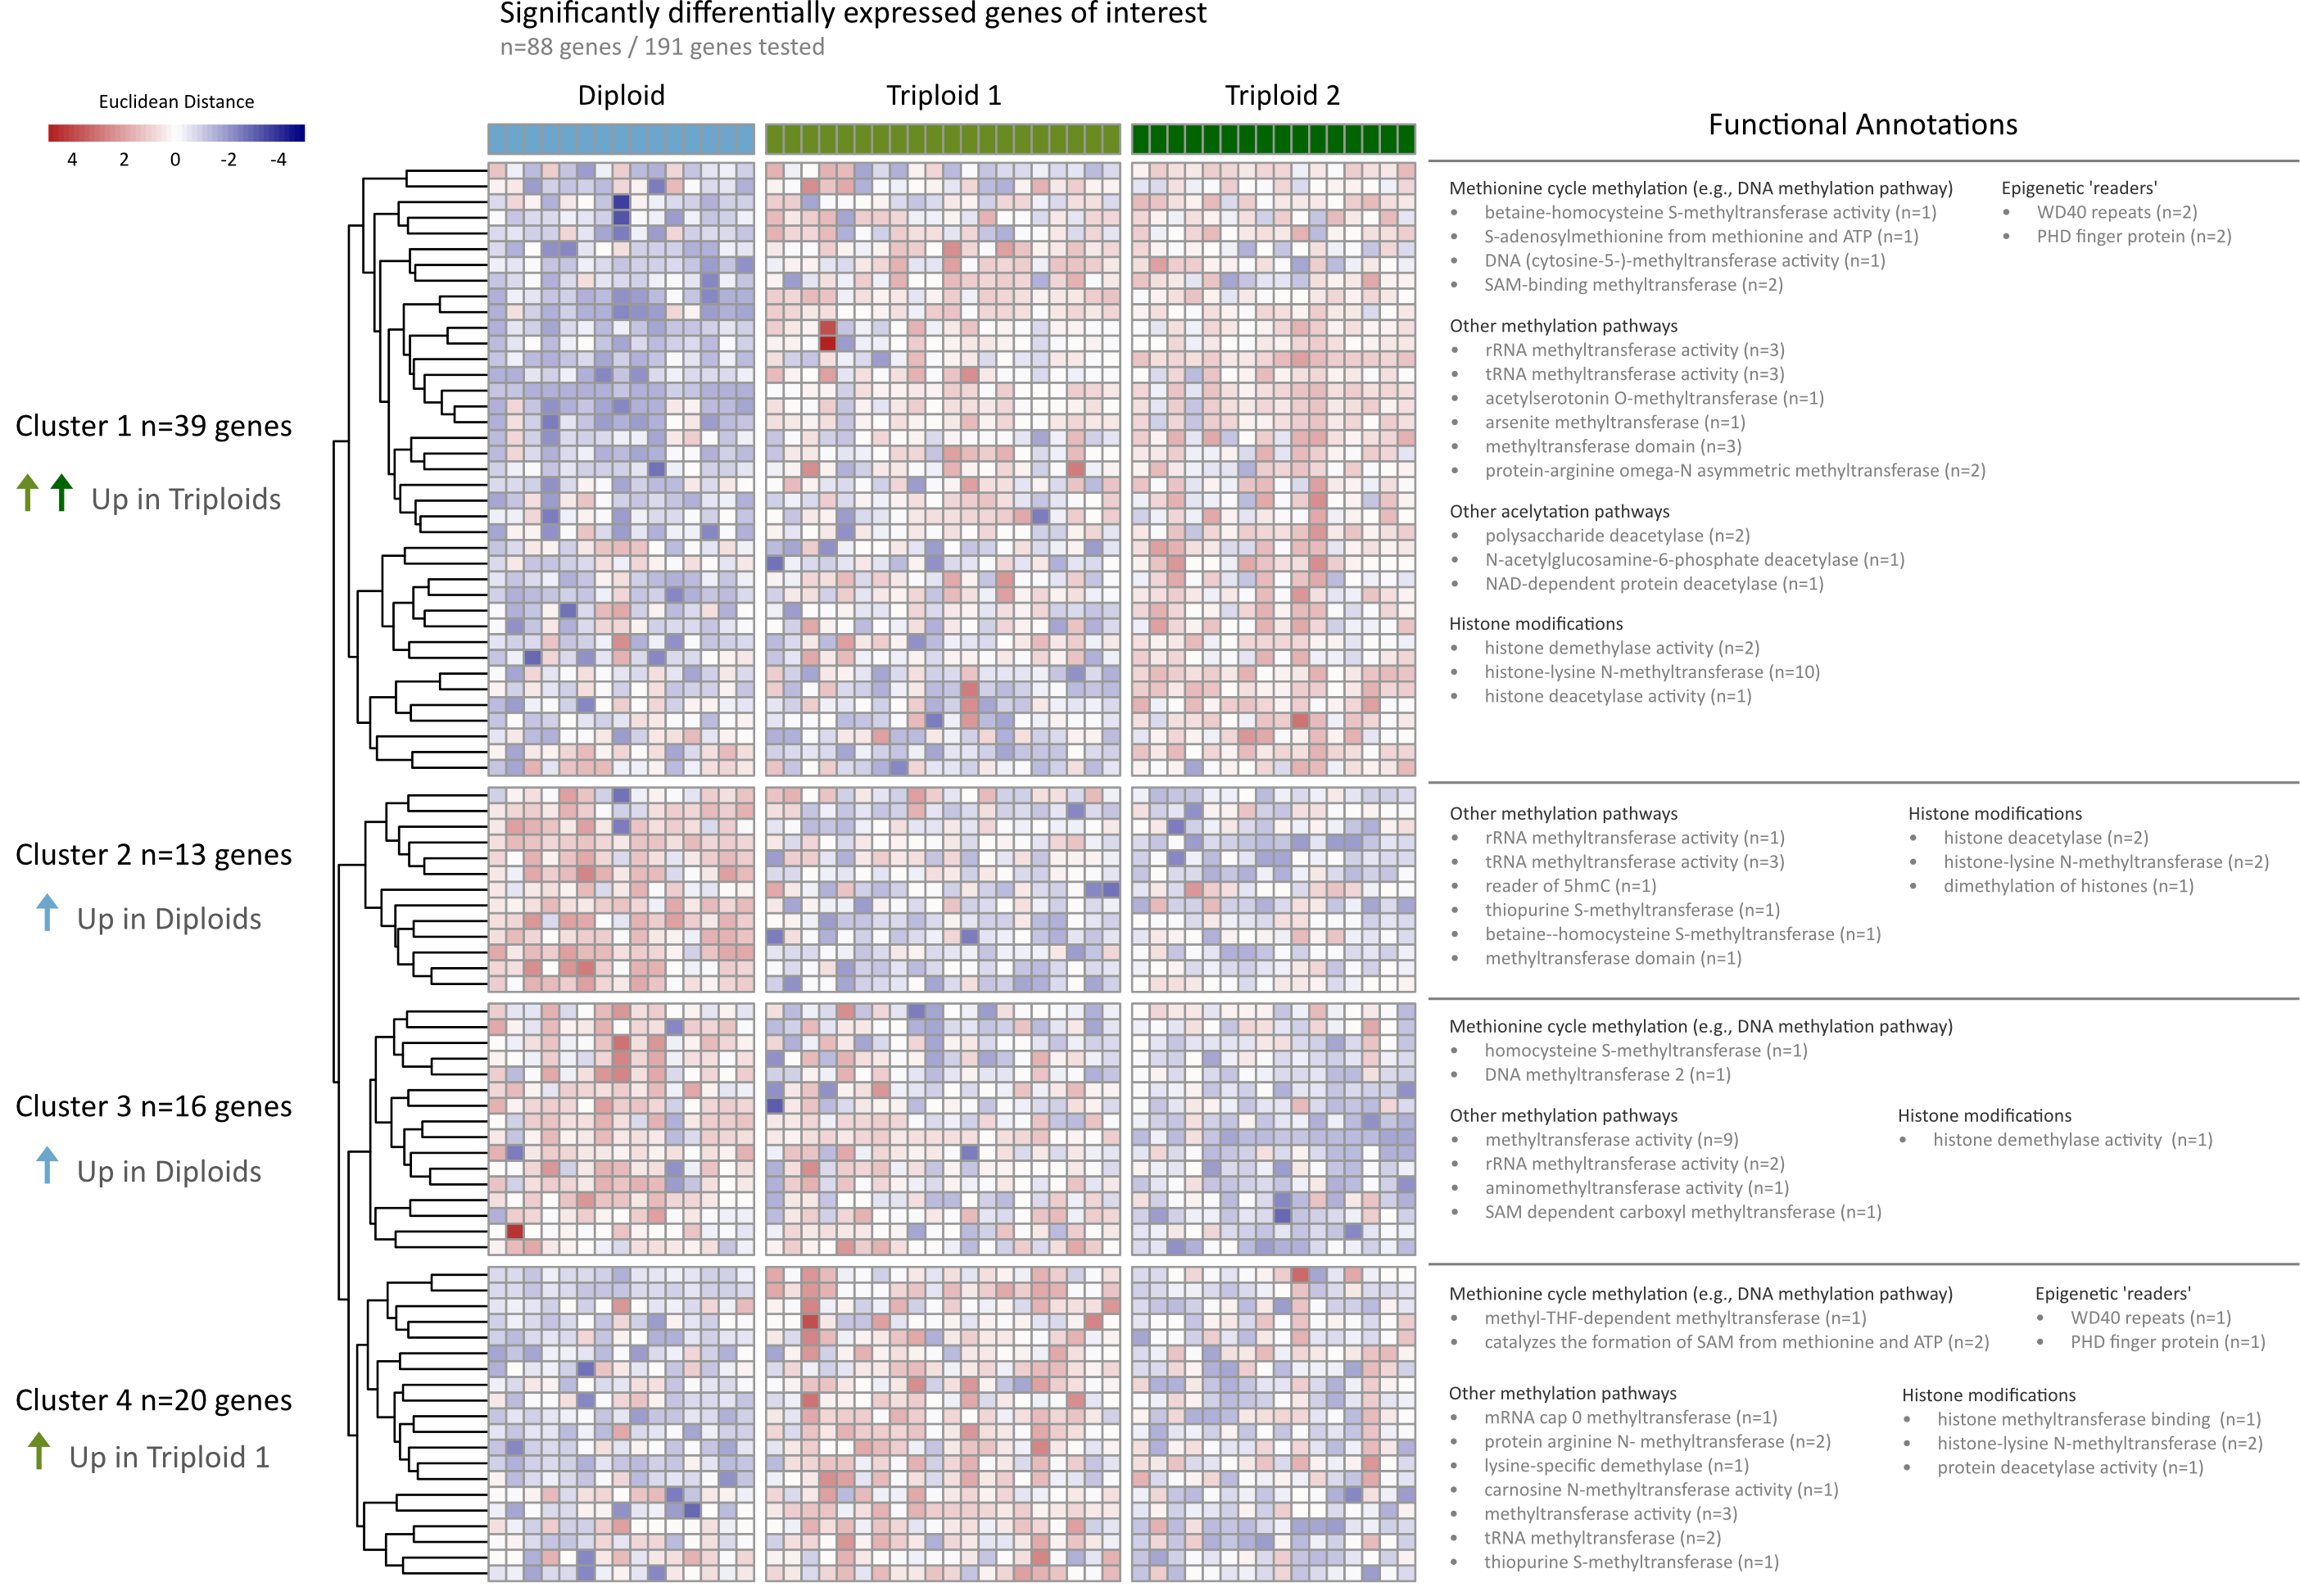 Significantly differentially expressed genes of interest
n=88 genes / 191 genes tested
Euclidean Distance
4 2 0 -2 -4
Diploid
Triploid 1
Triploid 2
Functional Annotations
Cluster 1 n=39 genes
Up in Triploids
Methionine cycle methylation (e.g., DNA methylation pathway)
• betaine-homocysteine S-methyltransferase activity (n=1)
• S-adenosylmethionine from methionine and ATP (n=1)
• DNA (cytosine-5-)-methyltransferase activity (n=1)
• SAM-binding methyltransferase (n=2)
Epigenetic 'readers'
• WD40 repeats (n=2)
• PHD finger protein (n=2)
Other methylation pathways
• rRNA methyltransferase activity (n=3)
• tRNA methyltransferase activity (n=3)
• acetylserotonin O-methyltransferase (n=1)
• arsenite methyltransferase (n=1)
• methyltransferase domain (n=3)
• protein-arginine omega-N asymmetric methyltransferase (n=2)
Other acelytation pathways
• polysaccharide deacetylase (n=2)
• N-acetylglucosamine-6-phosphate deacetylase (n=1)
• NAD-dependent protein deacetylase (n=1)
Histone modifications
• histone demethylase activity (n=2)
• histone-lysine N-methyltransferase (n=10)
• histone deacetylase activity (n=1)
Cluster 2 n=13 genes
Up in Diploids
Other methylation pathways
• rRNA methyltransferase activity (n=1)
• tRNA methyltransferase activity (n=3)
• reader of 5hmC (n=1)
• thiopurine S-methyltransferase (n=1)
• betaine--homocysteine S-methyltransferase (n=1)
• methyltransferase domain (n=1)
Histone modifications
• histone deacetylase (n=2)
• histone-lysine N-methyltransferase (n=2)
• dimethylation of histones (n=1)
Cluster 3 n=16 genes
Up in Diploids
Methionine cycle methylation (e.g., DNA methylation pathway)
• homocysteine S-methyltransferase (n=1)
• DNA methyltransferase 2 (n=1)
Other methylation pathways
• methyltransferase activity (n=9)
• rRNA methyltransferase activity (n=2)
• aminomethyltransferase activity (n=1)
• SAM dependent carboxyl methyltransferase (n=1)
Histone modifications
• histone demethylase activity (n=1)
Cluster 4 n=20 genes
Up in Triploid 1
Methionine cycle methylation (e.g., DNA methylation pathway)
• methyl-THF-dependent methyltransferase (n=1)
• catalyzes the formation of SAM from methionine and ATP (n=2)
Epigenetic 'readers'
• WD40 repeats (n=1)
• PHD finger protein (n=1)
Other methylation pathways
• mRNA cap 0 methyltransferase (n=1)
• protein arginine N- methyltransferase (n=2)
• lysine-specific demethylase (n=1)
• carnosine N-methyltransferase activity (n=1)
• methyltransferase activity (n=3)
• tRNA methyltransferase (n=2)
• thiopurine S-methyltransferase (n=1)
Histone modifications
• histone methyltransferase binding (n=1)
• histone-lysine N-methyltransferase (n=2)
• protein deacetylase activity (n=1)